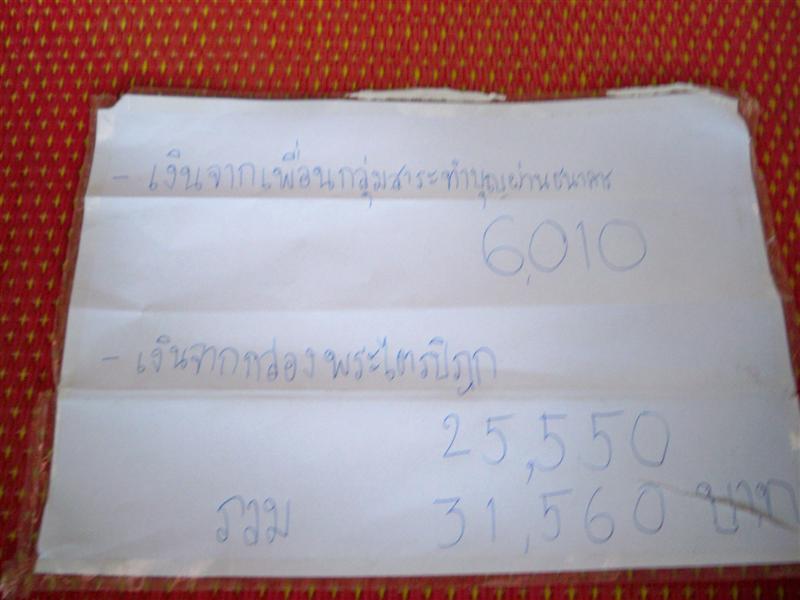 - เงินจากเพื่อนกลุ่มสาระทำบุญผ่านธนาคาร
6,010
- เงินจากกล่องพระไตรปิฎก
25,550
รวม 31,560 บาท